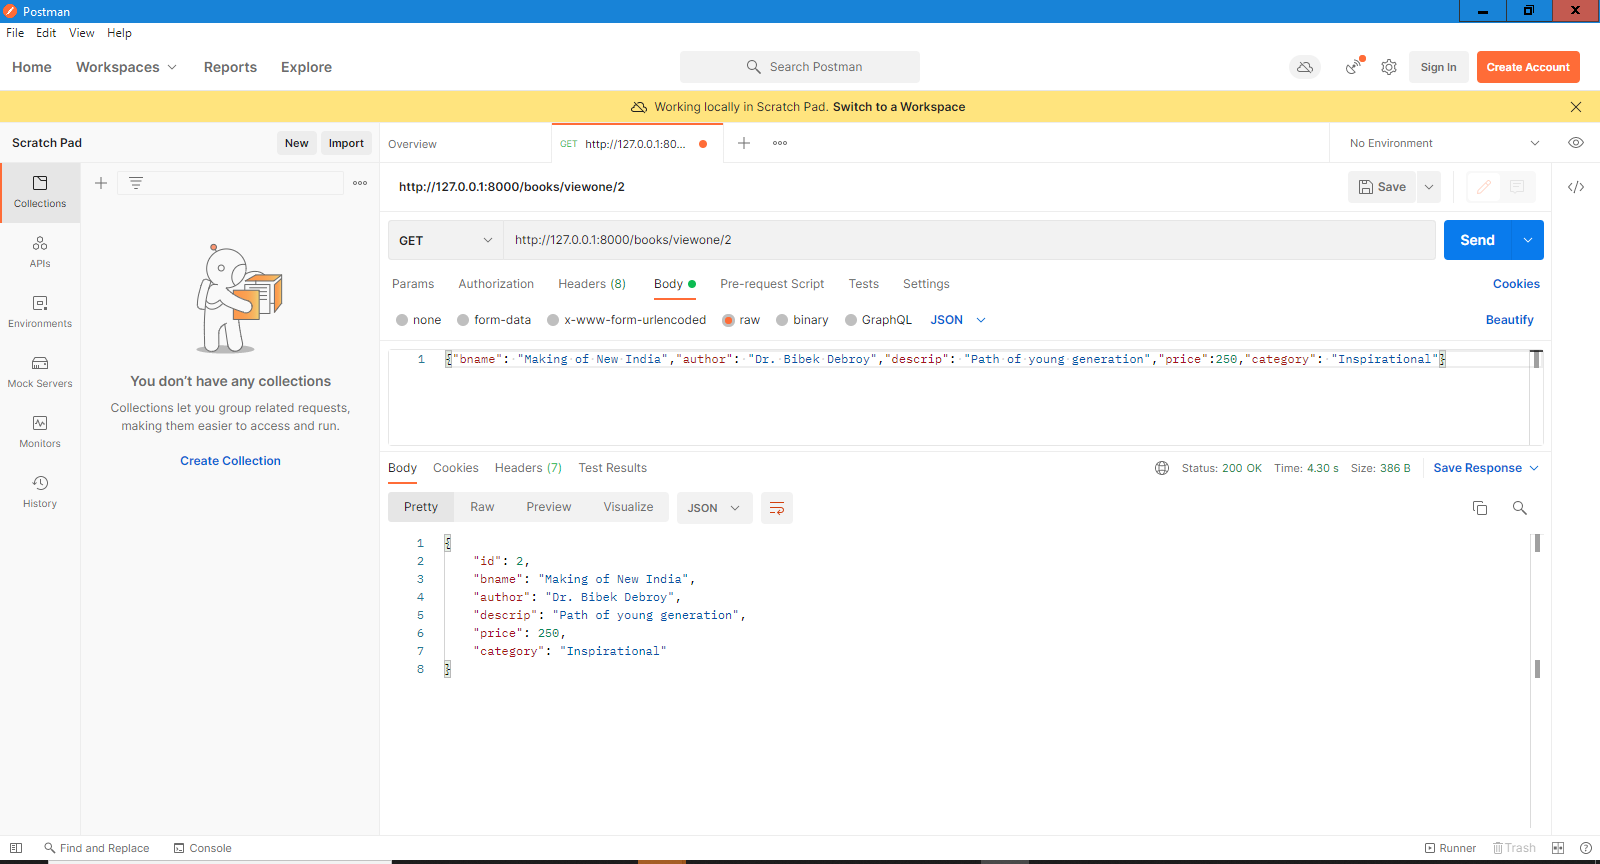 Postman
File Edit View Help
Home Workspaces Reports Explore Search Postman Sign In Create Account
Working locally in Scratch Pad. Switch to a Workspace
Scratch Pad New Import Overview GET http://127.0.0.1:80... No Environment
http://127.0.0.1:8000/books/viewone/2 Save
Collections
GET http://127.0.0.1:8000/books/viewone/2 Send
APIs
Params Authorization Headers (8) Body Pre-request Script Tests Settings Cookies
Environments
none form-data x-www-form-urlencoded raw binary GraphQL JSON Beautify
1 {"bname": "Making of New India","author": "Dr. Bibek Debroy","descrip": "Path of young generation","price":250,"category": "Inspirational"}
Mock Servers
You don't have any collections
Collections let you group related requests,
making them easier to access and run.
Monitors
Create Collection
Body Cookies Headers (7) Test Results Status: 200 OK Time: 4.30 s Size: 386 B Save Response
History
Pretty Raw Preview Visualize JSON
1 {
2 "id": 2,
3 "bname": "Making of New India",
4 "author": "Dr. Bibek Debroy",
5 "descrip": "Path of young generation",
6 "price": 250,
7 "category": "Inspirational"
8 }
Find and Replace Console Runner Trash